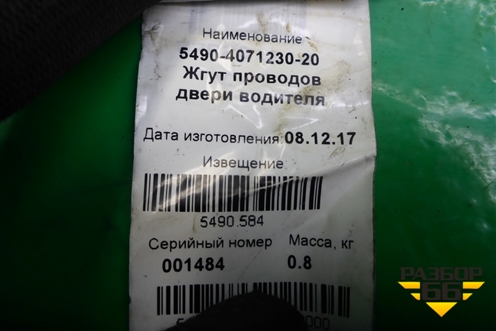 Наименование
5490-4071230-20
Жгут проводов
двери водителя
Дата изготовления 08.12.17
Извещение
5490.584
Серийный номер Масса, кг
001484 0.8
РАЗБОР
66